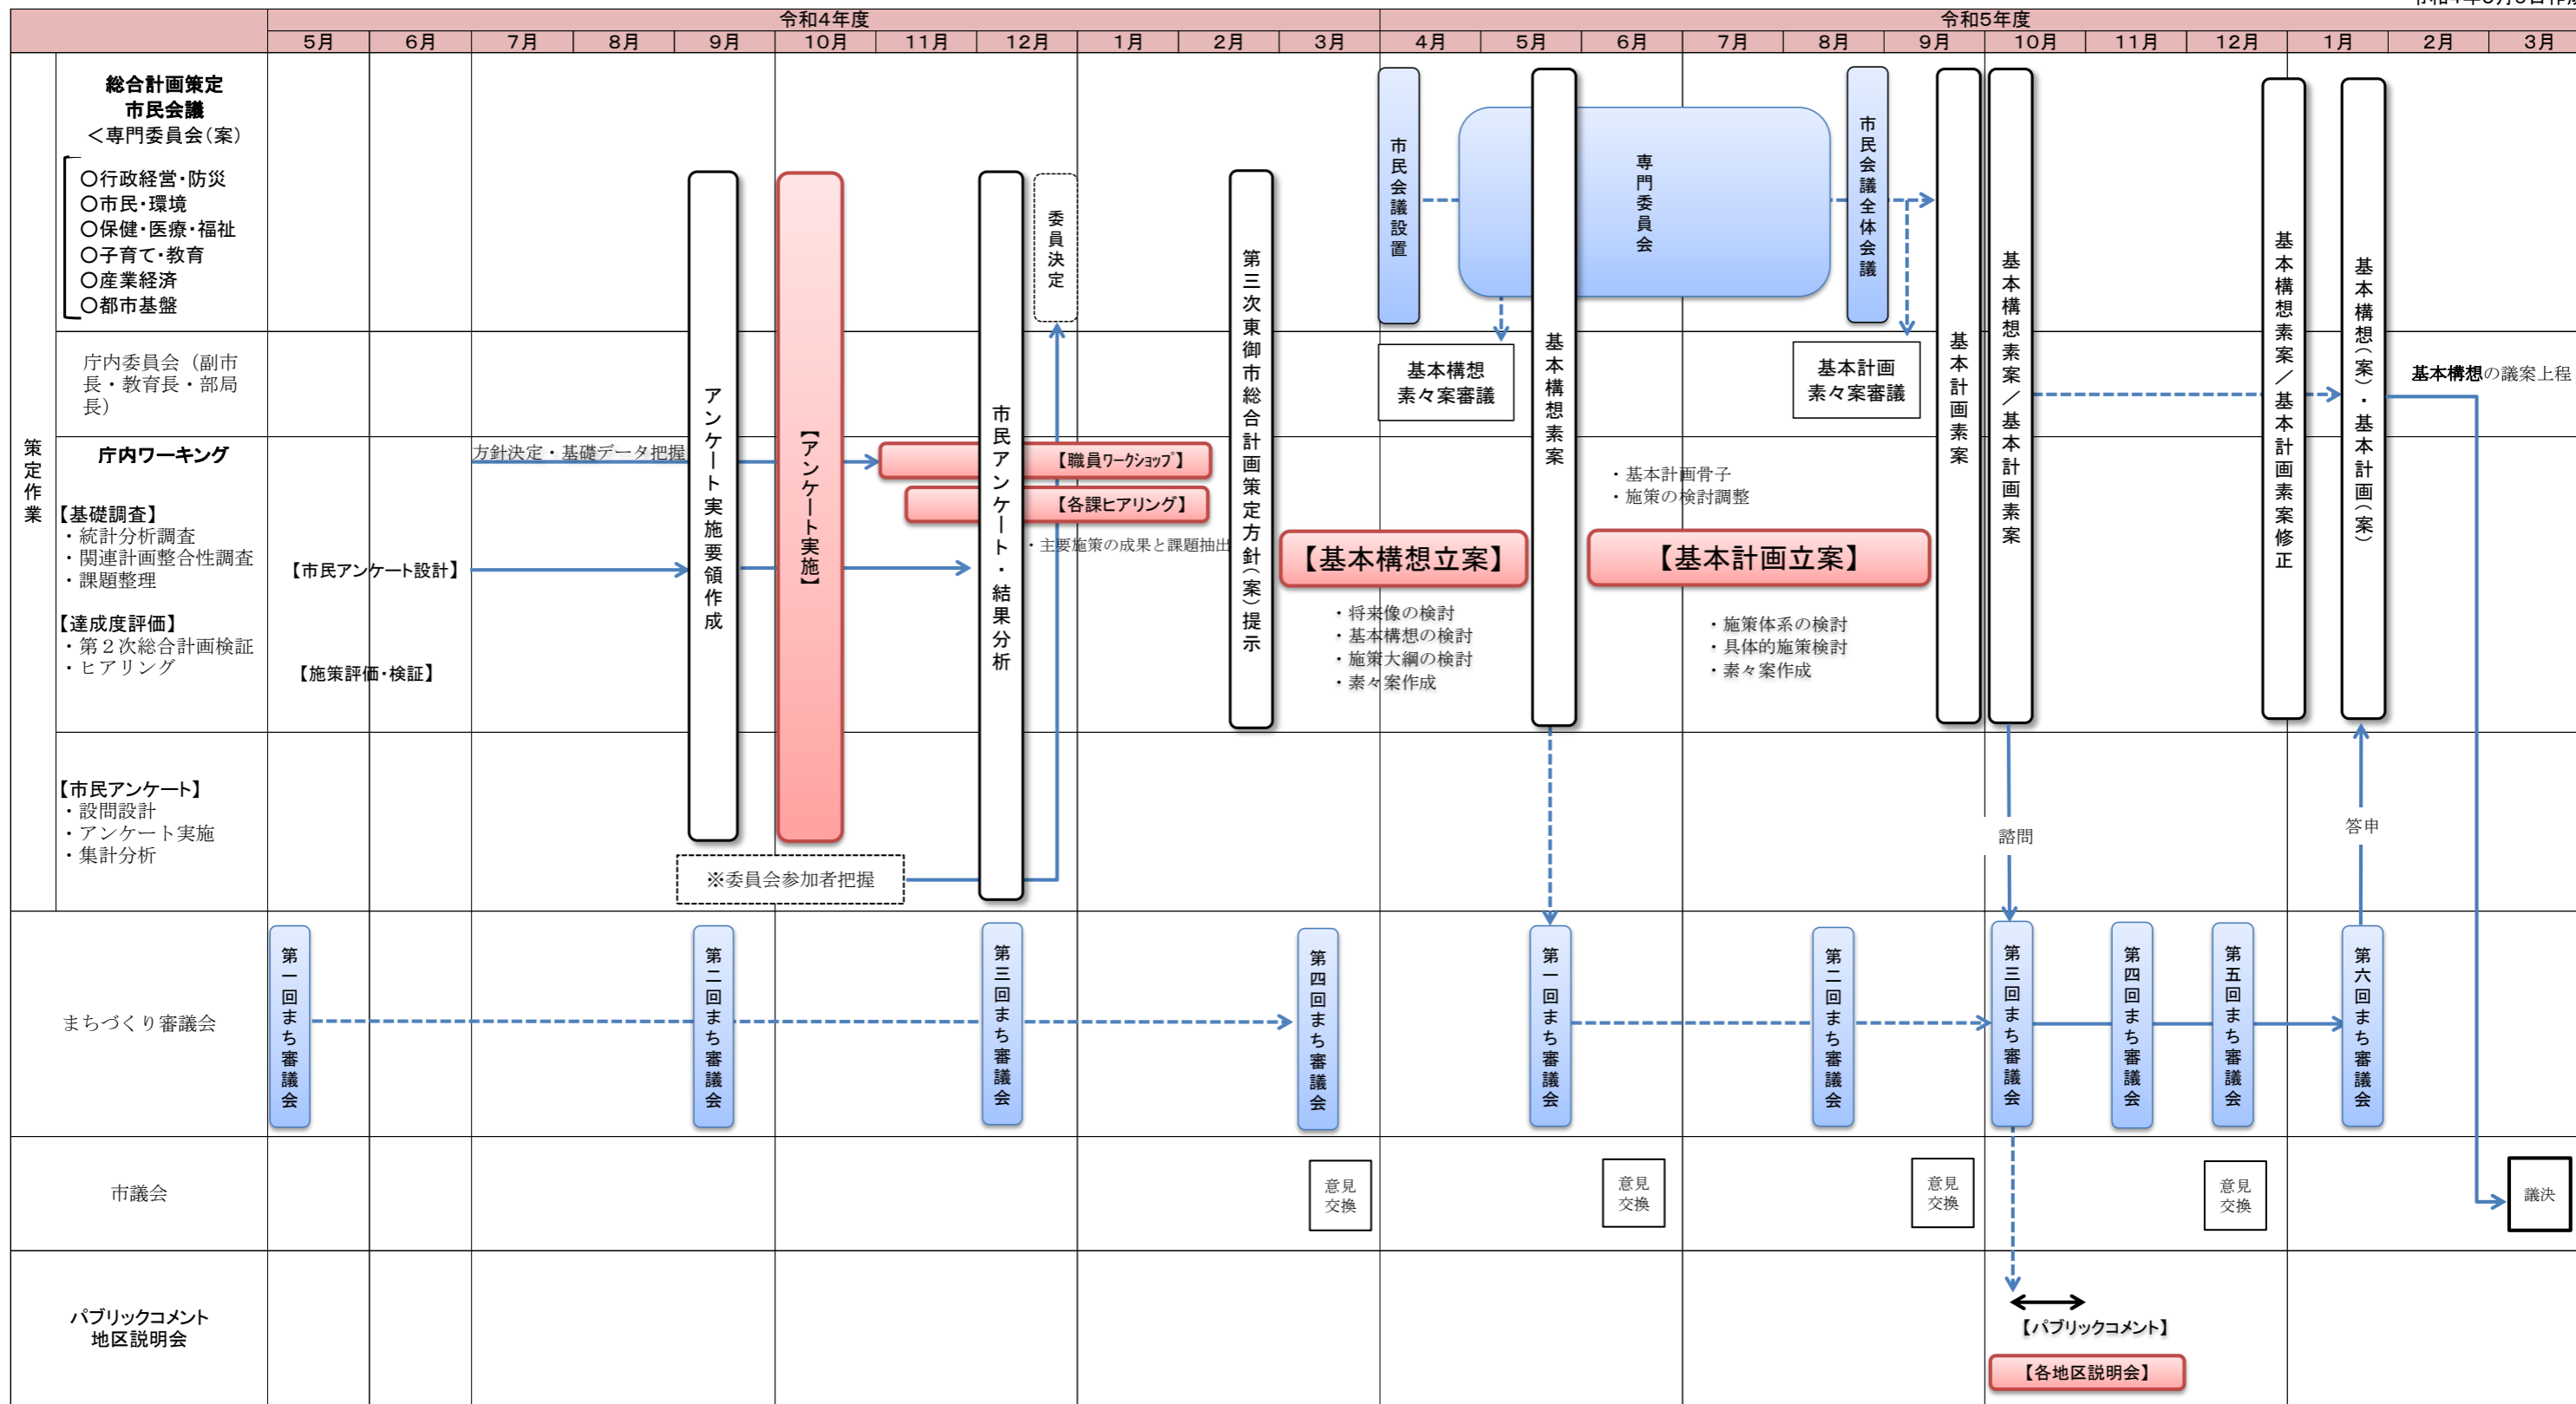 令和４年度
令和５年度
５月
６月
７月
８月
９月
１０月
１１月
１２月
１月
２月
３月
４月
５月
６月
７月
８月
９月
１０月
１１月
１２月
１月
２月
３月
策定作業
総合計画策定
市民会議
＜専門委員会（案）
○行政経営・防災
○市民・環境
○保健・医療・福祉
○子育て・教育
○産業経済
○都市基盤
庁内委員会（副市
長・教育長・部局
長）
庁内ワーキング
【基礎調査】
・統計分析調査
・関連計画整合性調査
・課題整理
【達成度評価】
・第２次総合計画検証
・ヒアリング
【市民アンケート】
・設問設計
・アンケート実施
・集計分析
【市民アンケート設計】
【施策評価・検証】
方針決定・基礎データ把握
アンケート実施要領作成
【アンケート実施】
※委員会参加者把握
市民アンケート・結果分析
委員決定
【職員ワークショップ】
【各課ヒアリング】
・主要施策の成果と課題抽出
第三次東御市総合計画策定方針（案）提示
市民会議設置
専門委員会
市民会議全体会議
基本構想
素々案審議
基本計画
素々案審議
【基本構想立案】
・将来像の検討
・基本構想の検討
・施策大綱の検討
・素々案作成
基本構想素案
・基本計画骨子
・施策の検討調整
【基本計画立案】
・施策体系の検討
・具体的施策検討
・素々案作成
基本計画素案
基本構想素案／基本計画素案
基本構想素案／基本計画素案修正
基本構想（案）・基本計画（案）
基本構想の議案上程
諮問
答申
まちづくり審議会
第一回まち審議会
第二回まち審議会
第三回まち審議会
第四回まち審議会
第一回まち審議会
第二回まち審議会
第三回まち審議会
第四回まち審議会
第五回まち審議会
第六回まち審議会
市議会
意見
交換
意見
交換
意見
交換
意見
交換
議決
パブリックコメント
地区説明会
【パブリックコメント】
【各地区説明会】